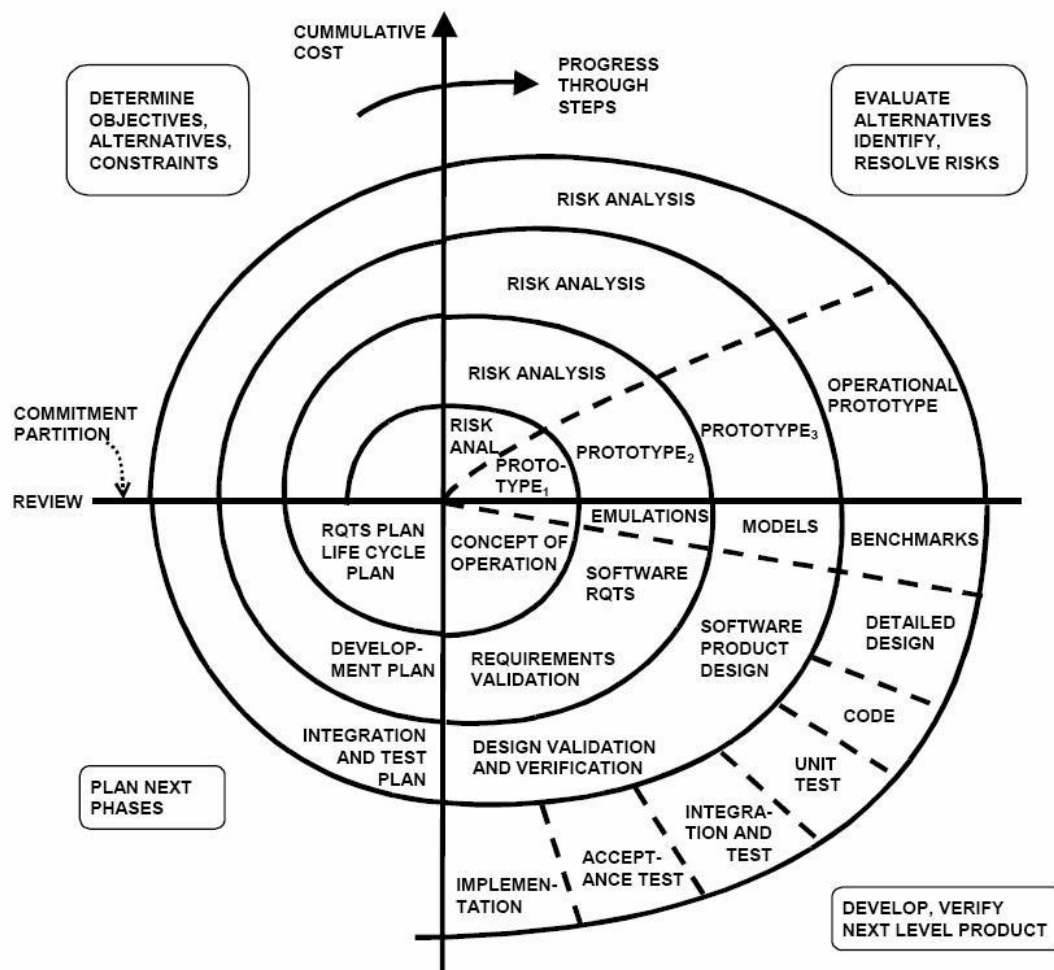 CUMMULATIVE
COST
PROGRESS
THROUGH
STEPS
DETERMINE
OBJECTIVES,
ALTERNATIVES,
CONSTRAINTS
EVALUATE
ALTERNATIVES
IDENTIFY,
RESOLVE RISKS
RISK ANALYSIS
RISK ANALYSIS
RISK ANALYSIS
RISK
ANAL
PROTO-
TYPE1
PROTOTYPE2
PROTOTYPE3
OPERATIONAL
PROTOTYPE
COMMITMENT
PARTITION
REVIEW
RQTS PLAN
LIFE CYCLE
PLAN
CONCEPT OF
OPERATION
EMULATIONS
MODELS
BENCHMARKS
SOFTWARE
RQTS
SOFTWARE
PRODUCT
DESIGN
DETAILED
DESIGN
DEVELOP-
MENT PLAN
REQUIREMENTS
VALIDATION
CODE
INTEGRATION
AND TEST
PLAN
DESIGN VALIDATION
AND VERIFICATION
UNIT
TEST
PLAN NEXT
PHASES
INTEGRA-
TION AND
TEST
ACCEPT-
ANCE TEST
IMPLEMEN-
TATION
DEVELOP, VERIFY
NEXT LEVEL PRODUCT